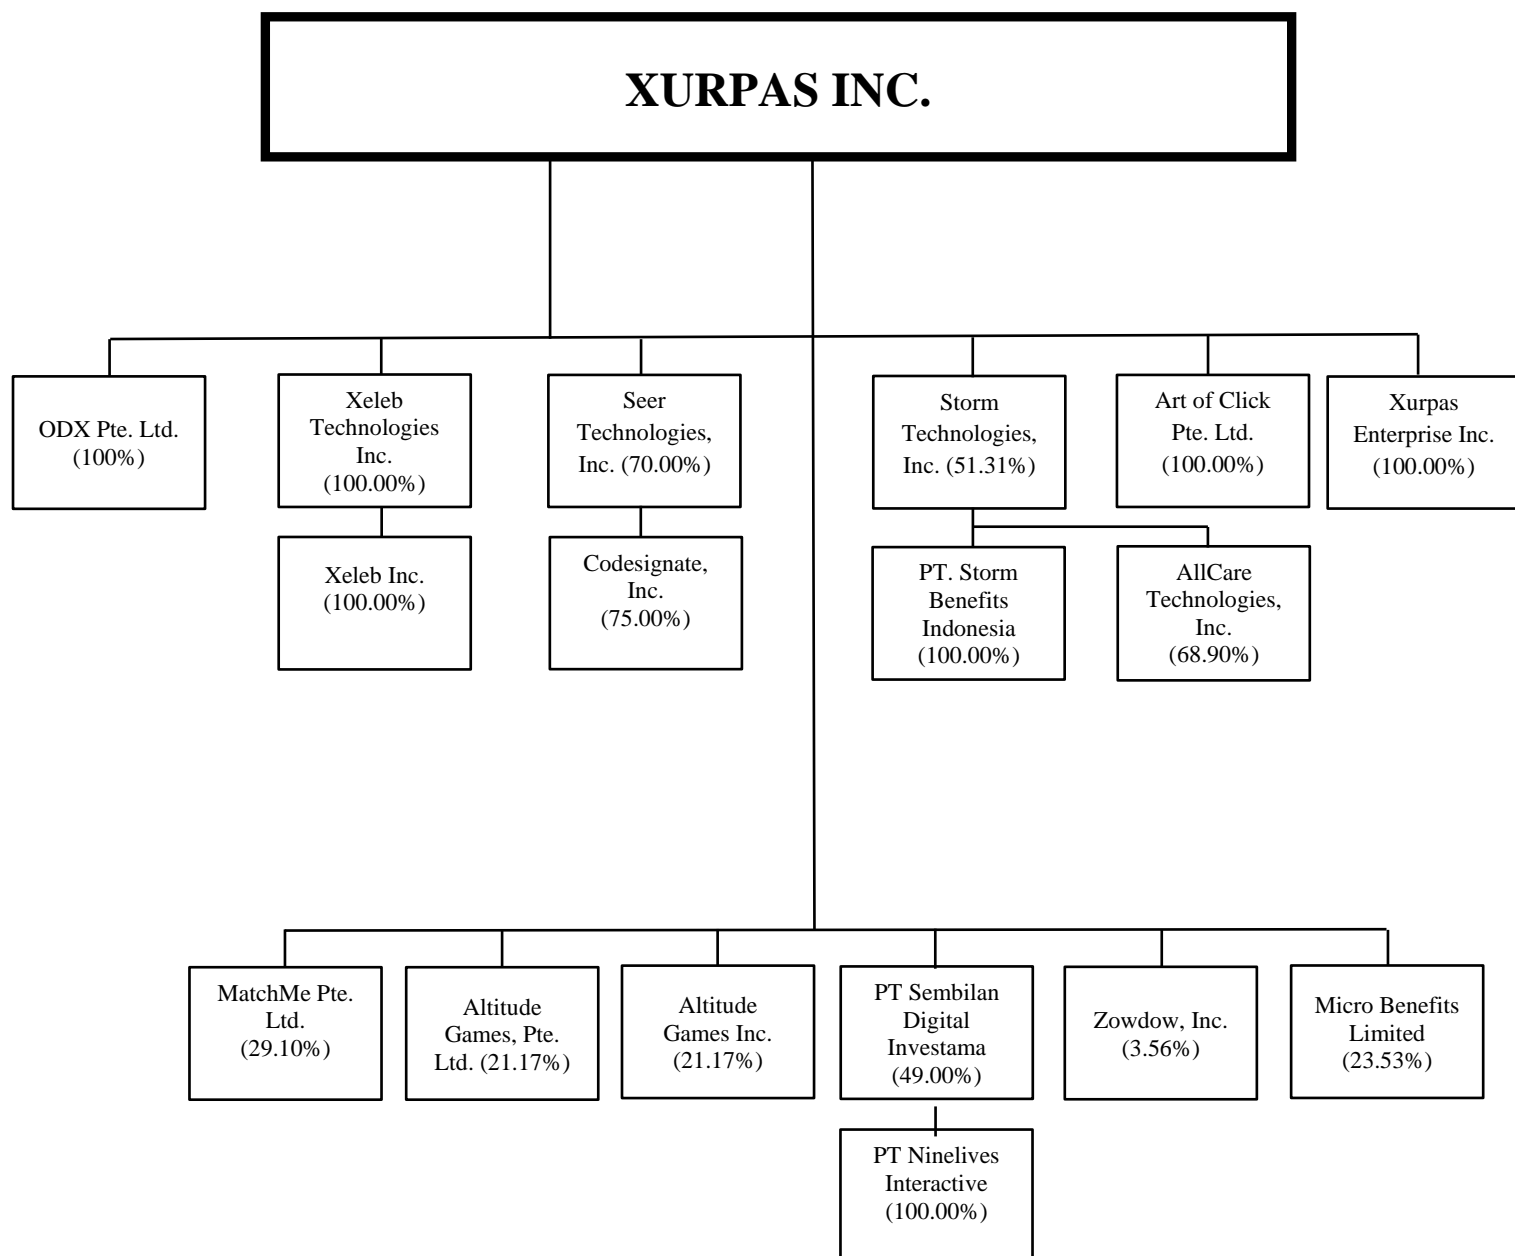 XURPAS INC.
ODX Pte. Ltd.
(100%)
Xeleb
Technologies
Inc.
(100.00%)
Seer
Technologies,
Inc. (70.00%)
Storm
Technologies,
Inc. (51.31%)
Art of Click
Pte. Ltd.
(100.00%)
Xurpas
Enterprise Inc.
(100.00%)
Xeleb Inc.
(100.00%)
Codesignate,
Inc.
(75.00%)
PT. Storm
Benefits
Indonesia
(100.00%)
AllCare
Technologies,
Inc.
(68.90%)
MatchMe Pte.
Ltd.
(29.10%)
Altitude
Games, Pte.
Ltd. (21.17%)
Altitude
Games Inc.
(21.17%)
PT Sembilan
Digital
Investama
(49.00%)
Zowdow, Inc.
(3.56%)
Micro Benefits
Limited
(23.53%)
PT Ninelives
Interactive
(100.00%)